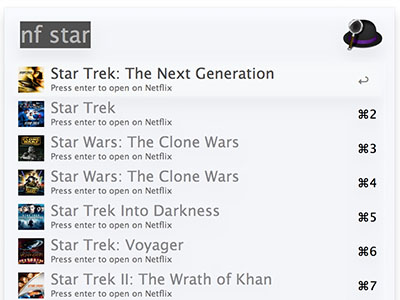 nf star
Star Trek: The Next Generation
Press enter to open on Netflix
↩
Star Trek
Press enter to open on Netflix
⌘2
Star Wars: The Clone Wars
Press enter to open on Netflix
⌘3
Star Wars: The Clone Wars
Press enter to open on Netflix
⌘4
Star Trek Into Darkness
Press enter to open on Netflix
⌘5
Star Trek: Voyager
Press enter to open on Netflix
⌘6
Star Trek II: The Wrath of Khan
Press enter to open on Netflix
⌘7